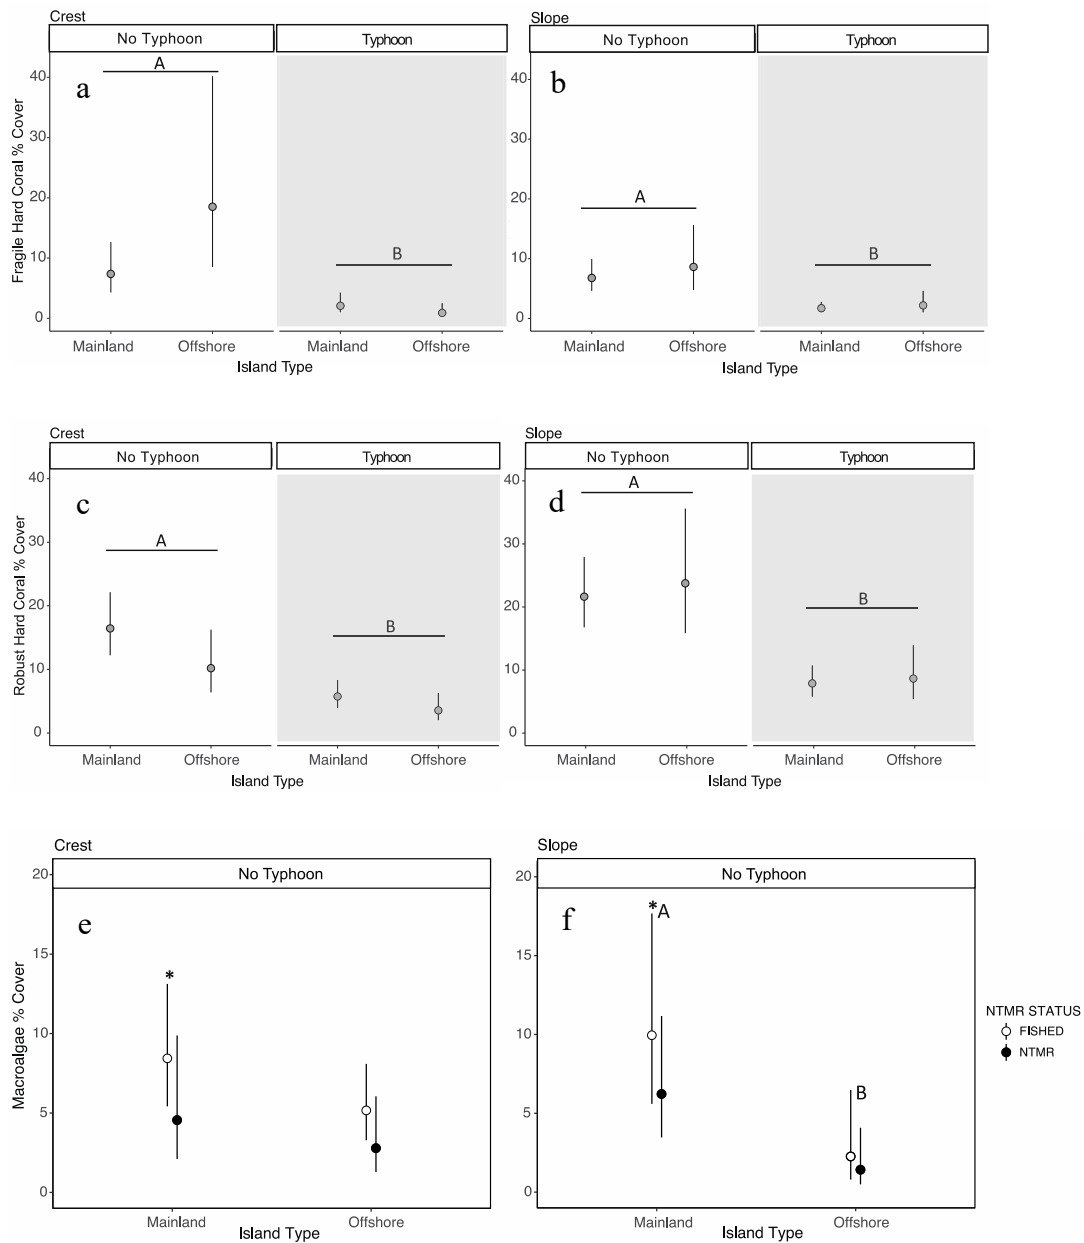 Crest
Slope
No Typhoon
Typhoon
No Typhoon
Typhoon
Fragile Hard Coral % Cover
40
30
20
10
0
a
A
B
40
30
20
10
0
b
A
B
Mainland
Offshore
Mainland
Offshore
Mainland
Offshore
Mainland
Offshore
Island Type
Island Type
Crest
Slope
No Typhoon
Typhoon
No Typhoon
Typhoon
Robust Hard Coral % Cover
40
30
20
10
0
c
A
B
40
30
20
10
0
d
A
B
Mainland
Offshore
Mainland
Offshore
Mainland
Offshore
Mainland
Offshore
Island Type
Island Type
Crest
Slope
No Typhoon
No Typhoon
Macroalgae % Cover
20
15
10
5
0
e
*
20
15
10
5
0
f
*A
B
NTMR STATUS
FISHED
NTMR
Mainland
Offshore
Mainland
Offshore
Island Type
Island Type